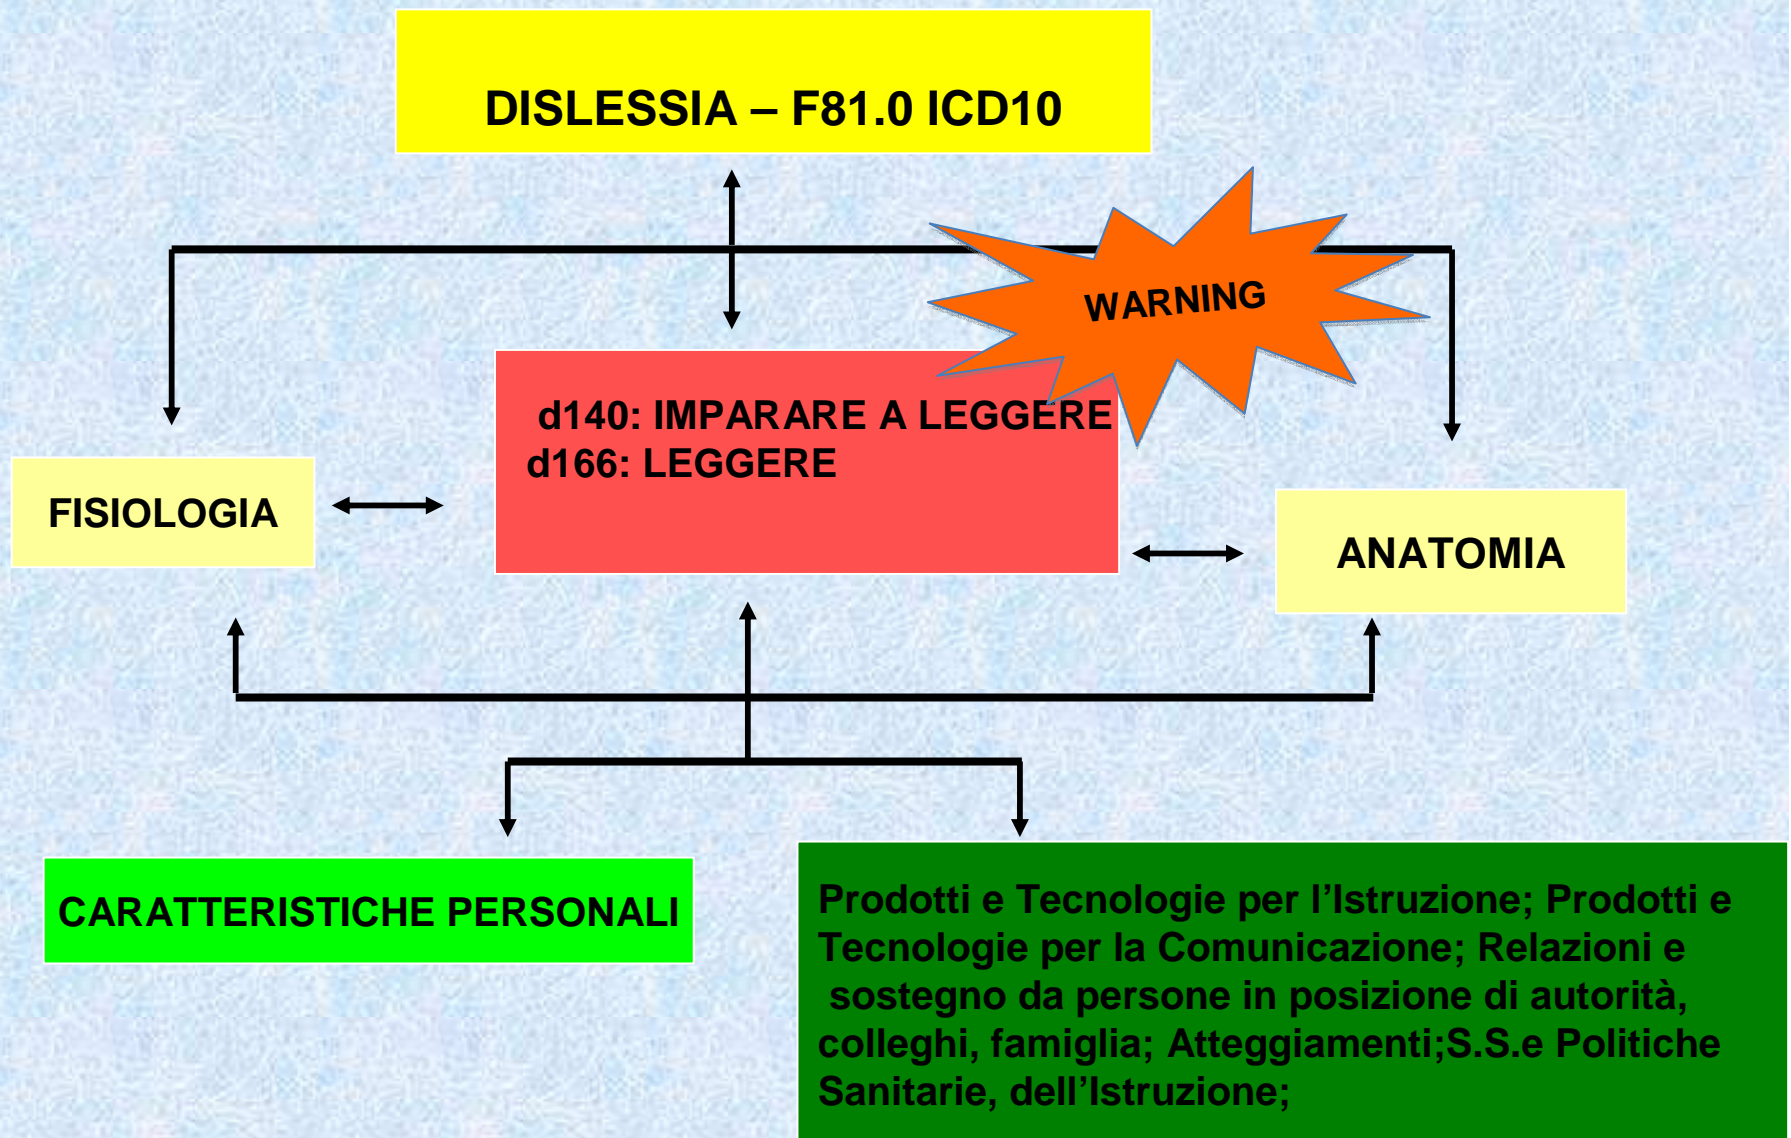 DISLESSIA – F81.0 ICD10
WARNING
d140: IMPARARE A LEGGERE
d166: LEGGERE
FISIOLOGIA
ANATOMIA
CARATTERISTICHE PERSONALI
Prodotti e Tecnologie per l’Istruzione; Prodotti e
Tecnologie per la Comunicazione; Relazioni e
sostegno da persone in posizione di autorità,
colleghi, famiglia; Atteggiamenti;S.S.e Politiche
Sanitarie, dell’Istruzione;